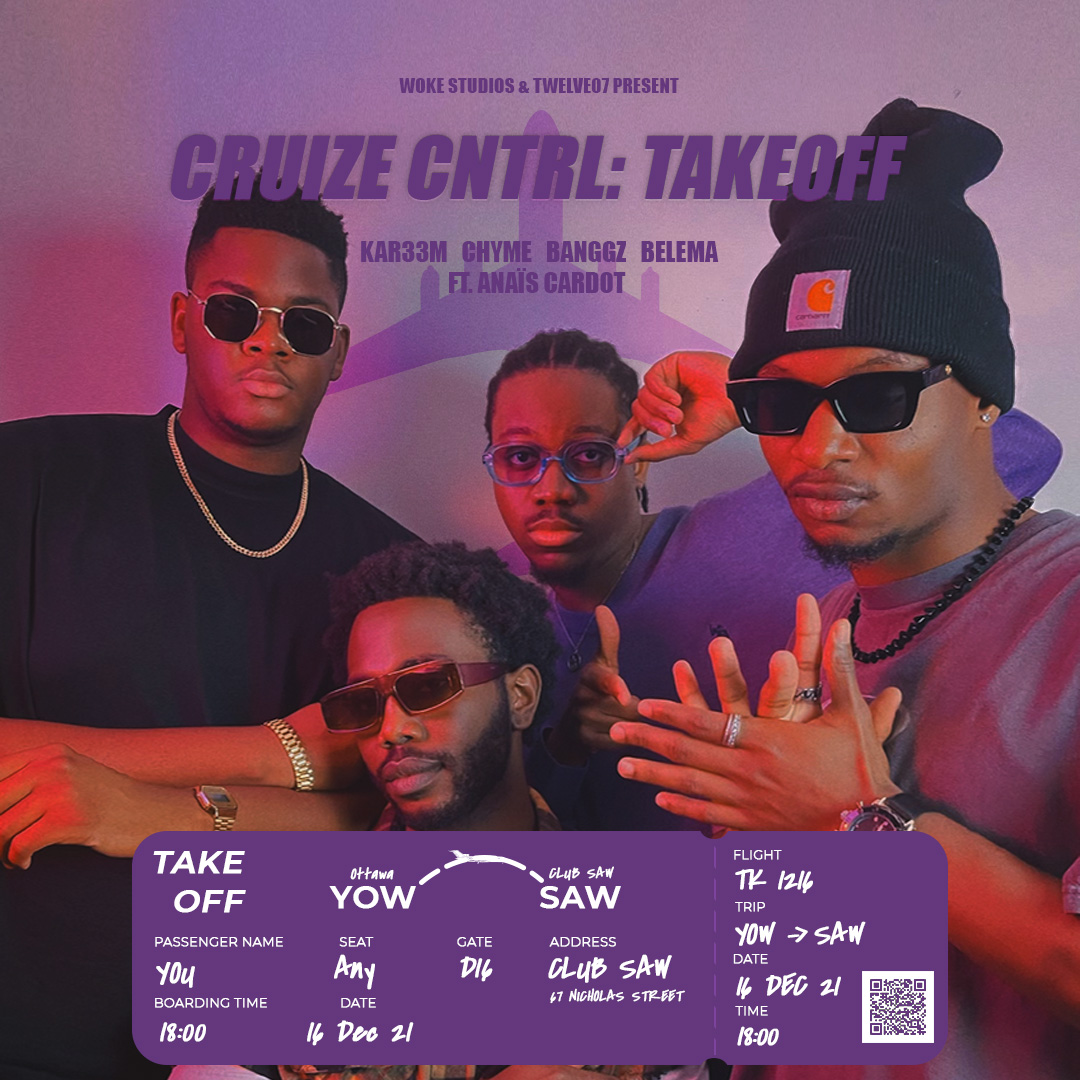 WOKE STUDIOS & TWELVE07 PRESENT
CRUIZE CNTRL: TAKEOFF
KAR33M CHYME BANGGZ BELEMA
FT. ANAÏS CARDOT
carhartt
TAKE
OFF
Ottawa
YOW
CLUB SAW
SAW
PASSENGER NAME
YOU
SEAT
Any
GATE
D16
ADDRESS
CLUB SAW
67 NICHOLAS STREET
BOARDING TIME
18:00
DATE
16 Dec 21
FLIGHT
TK 1216
TRIP
YOW → SAW
DATE
16 DEC 21
TIME
18:00